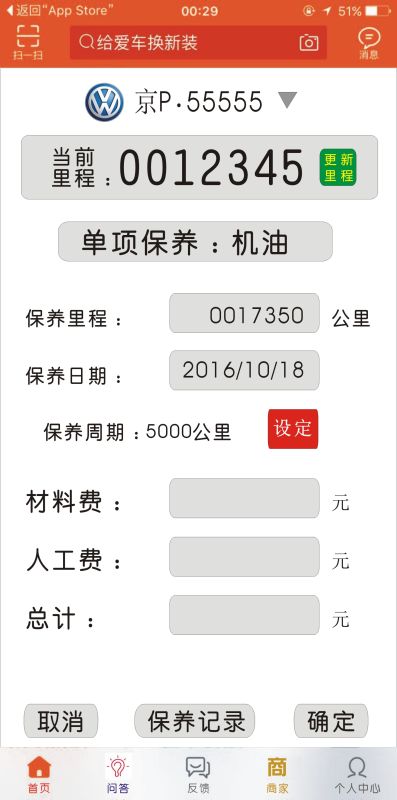 返回“App Store”
00:29
51%
扫一扫
给爱车换新装
消息
京P·55555
当前里程:
0012345
更新里程
单项保养:机油
保养里程: 0017350 公里
保养日期: 2016/10/18
保养周期:5000公里
设定
材料费: 元
人工费: 元
总计: 元
取消 保养记录 确定
商
首页 问答 反馈 商家 个人中心